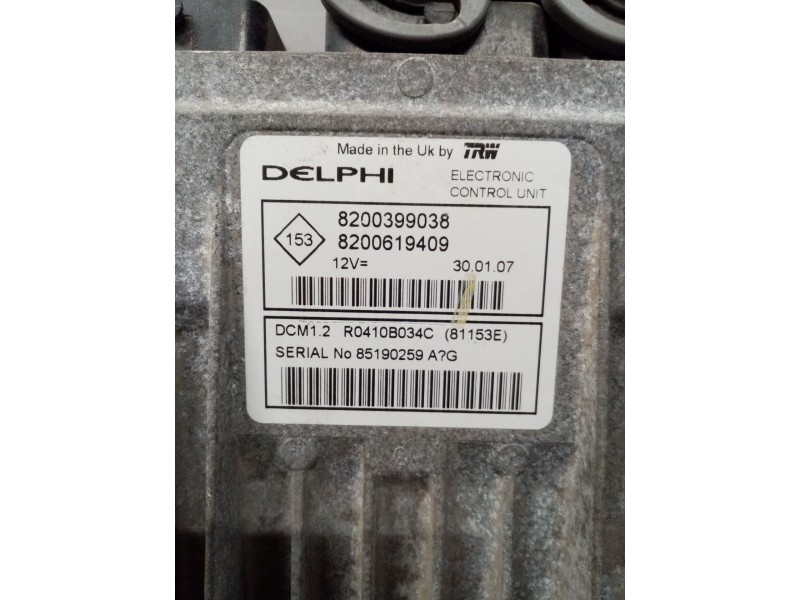 Made in the Uk by TRW
DELPHI
ELECTRONIC
CONTROL UNIT
153
8200399038
8200619409
12V= 30.01.07
DCM1.2 R0410B034C (81153E)
SERIAL No 85190259 A?G